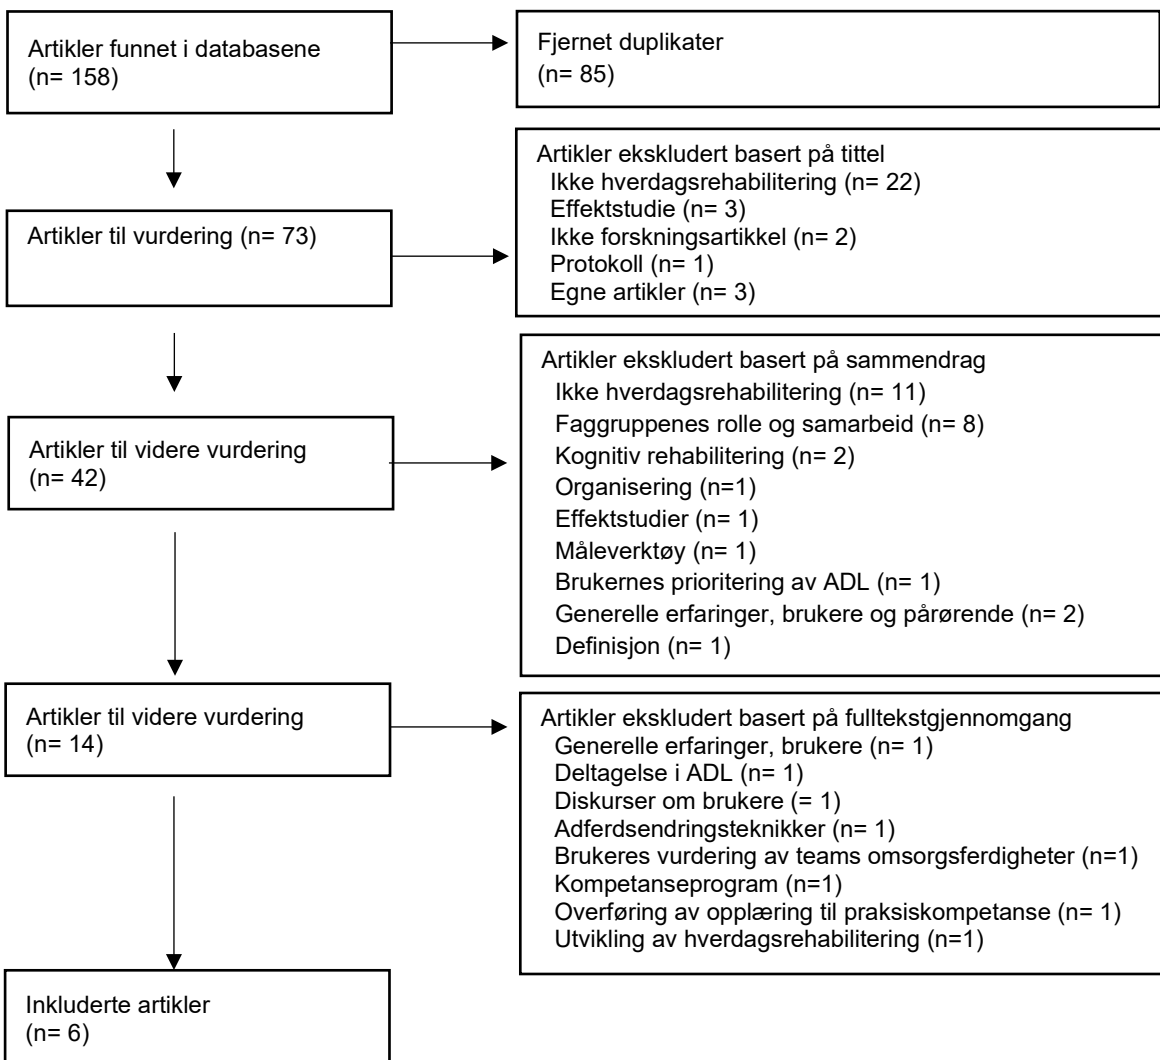 Artikler funnet i databasene
(n= 158)
Fjernet duplikater
(n= 85)
Artikler til vurdering (n= 73)
Artikler ekskludert basert på tittel
Ikke hverdagsrehabilitering (n= 22)
Effektstudie (n= 3)
Ikke forskningsartikkel (n= 2)
Protokoll (n= 1)
Egne artikler (n= 3)
Artikler til videre vurdering
(n= 42)
Artikler ekskludert basert på sammendrag
Ikke hverdagsrehabilitering (n= 11)
Faggruppenes rolle og samarbeid (n= 8)
Kognitiv rehabilitering (n= 2)
Organisering (n=1)
Effektstudier (n= 1)
Måleverktøy (n= 1)
Brukernes prioritering av ADL (n= 1)
Generelle erfaringer, brukere og pårørende (n= 2)
Definisjon (n= 1)
Artikler til videre vurdering
(n= 14)
Artikler ekskludert basert på fulltekstgjennomgang
Generelle erfaringer, brukere (n= 1)
Deltagelse i ADL (n= 1)
Diskurser om brukere (= 1)
Adferdsendringsteknikker (n= 1)
Brukeres vurdering av teams omsorgsferdigheter (n=1)
Kompetanseprogram (n=1)
Overføring av opplæring til praksiskompetanse (n= 1)
Utvikling av hverdagsrehabilitering (n=1)
Inkluderte artikler
(n= 6)